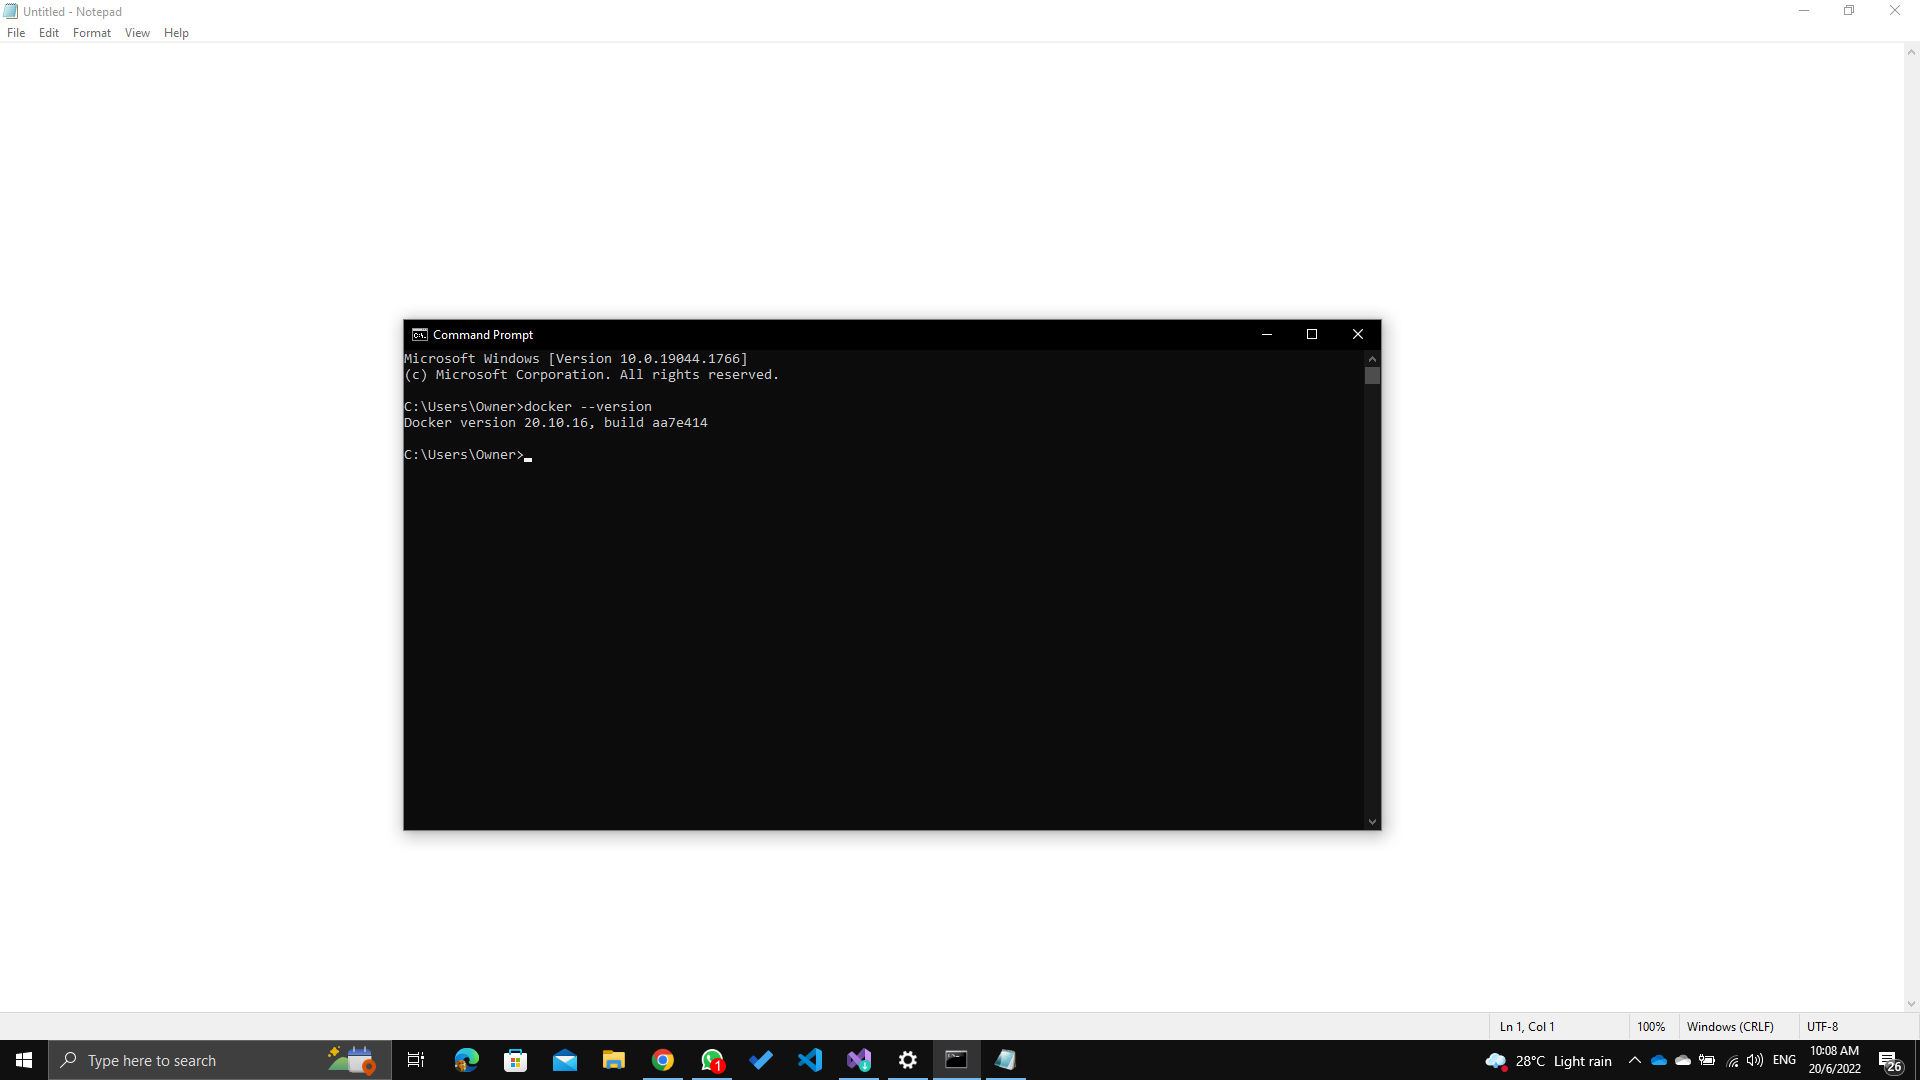 Untitled - Notepad
File Edit Format View Help
Command Prompt
Microsoft Windows [Version 10.0.19044.1766]
(c) Microsoft Corporation. All rights reserved.
C:\Users\Owner>docker --version
Docker version 20.10.16, build aa7e414
C:\Users\Owner>
Ln 1, Col 1 100% Windows (CRLF) UTF-8
Type here to search
1
28°C Light rain
ENG
10:08 AM
20/6/2022
26